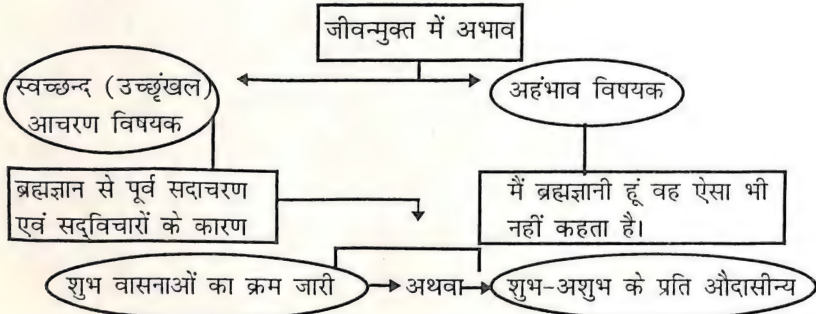 जीवन्मुक्त में अभाव
स्वच्छन्द (उच्छृंखल)
आचरण विषयक
अहंभाव विषयक
ब्रह्मज्ञान से पूर्व सदाचरण
एवं सद्विचारों के कारण
मैं ब्रह्मज्ञानी हूं वह ऐसा भी
नहीं कहता है।
शुभ वासनाओं का क्रम जारी
अथवा
शुभ-अशुभ के प्रति औदासीन्य